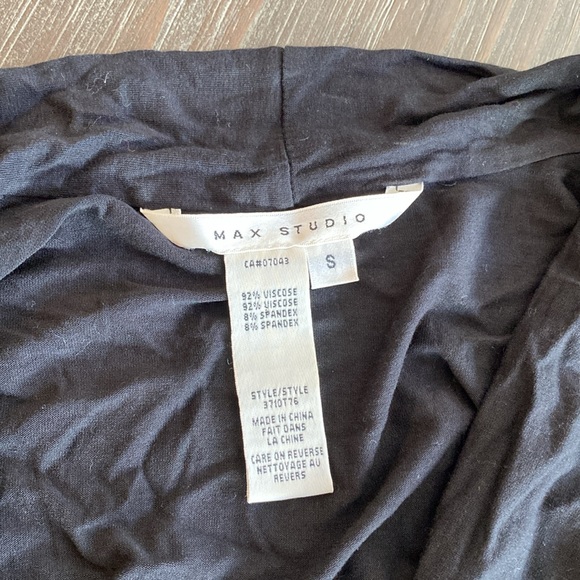 MAX STUDIO
S
CA#07043
92% VISCOSE
92% VISCOSE
8% SPANDEX
8% SPANDEX
STYLE/STYLE
3710T76
MADE IN CHINA
FAIT DANS
LA CHINE
CARE ON REVERSE
NETTOYAGE AU
REVERS